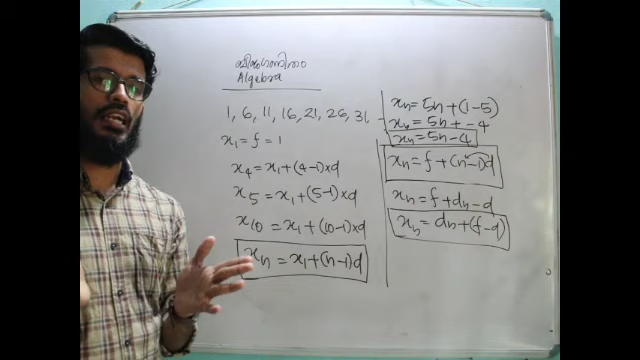 ബീജഗണിതം
Algebra
1, 6, 11, 16, 21, 26, 31,
x₁ = f = 1
x₄ = x₁+(4-1)×d
x₅ = x₁+(5-1)×d
x₁₀ = x₁+(10-1)×d
xₙ = x₁+(n-1)d
xₙ = 5n+(1-5)
xₙ = 5n+-4
xₙ = 5n-4
xₙ = f+(n-1)d
xₙ = f+dn-d
xₙ = dn+(f-d)